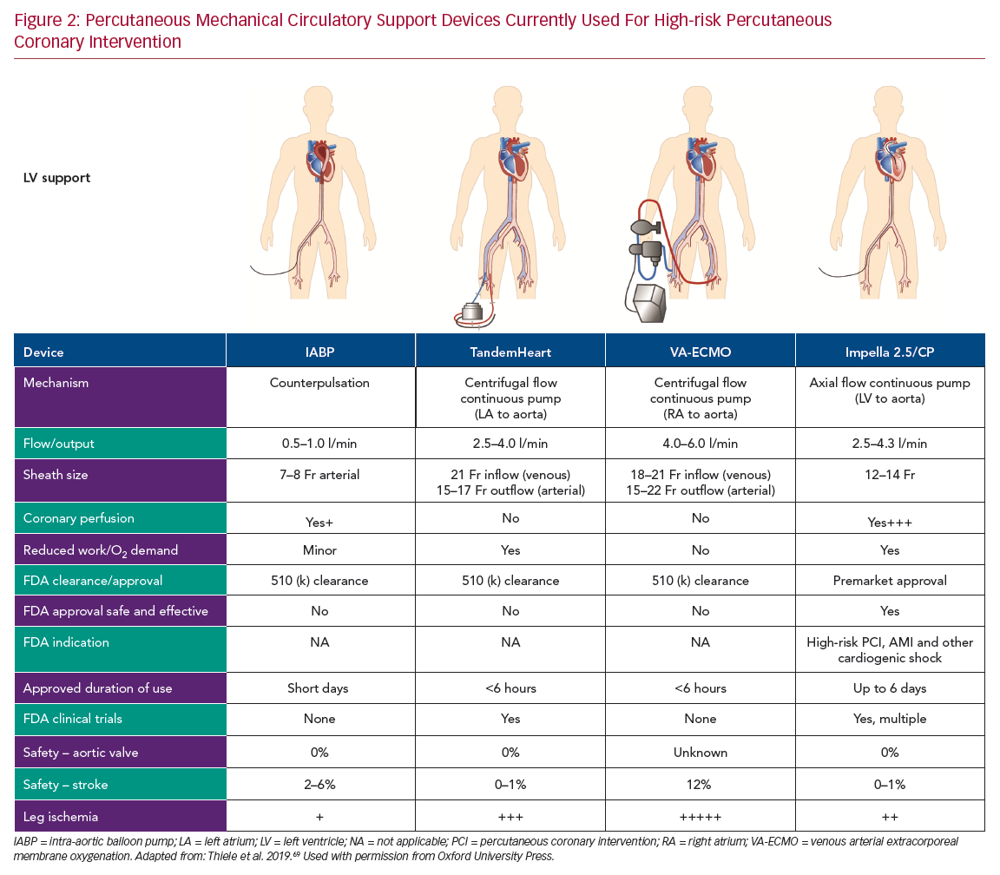 Figure 2: Percutaneous Mechanical Circulatory Support Devices Currently Used For High-risk Percutaneous
Coronary Intervention
LV support
Device IABP TandemHeart VA-ECMO Impella 2.5/CP
Mechanism Counterpulsation Centrifugal flow Centrifugal flow Axial flow continuous pump
continuous pump continuous pump (LV to aorta)
(LA to aorta) (RA to aorta)
Flow/output 0.5–1.0 l/min 2.5–4.0 l/min 4.0–6.0 l/min 2.5–4.3 l/min
Sheath size 7–8 Fr arterial 21 Fr inflow (venous) 18–21 Fr inflow (venous) 12–14 Fr
15–17 Fr outflow (arterial) 15–22 Fr outflow (arterial)
Coronary perfusion Yes+ No No Yes+++
Reduced work/O₂ demand Minor Yes No Yes
FDA clearance/approval 510 (k) clearance 510 (k) clearance 510 (k) clearance Premarket approval
FDA approval safe and effective No No No Yes
FDA indication NA NA NA High-risk PCI, AMI and other
cardiogenic shock
Approved duration of use Short days <6 hours <6 hours Up to 6 days
FDA clinical trials None Yes None Yes, multiple
Safety – aortic valve 0% 0% Unknown 0%
Safety – stroke 2–6% 0–1% 12% 0–1%
Leg ischemia + +++ +++++ ++
IABP = intra-aortic balloon pump; LA = left atrium; LV = left ventricle; NA = not applicable; PCI = percutaneous coronary intervention; RA = right atrium; VA-ECMO = venous arterial extracorporeal
membrane oxygenation. Adapted from: Thiele et al. 2019.⁶⁹ Used with permission from Oxford University Press.